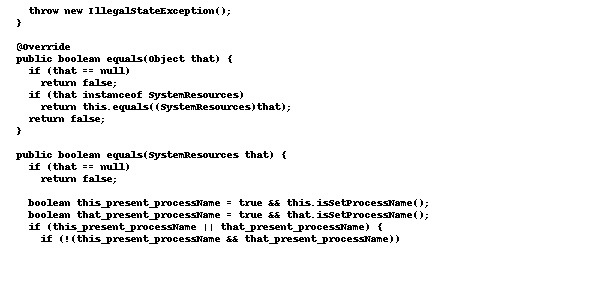 throw new IllegalStateException();
}

@Override
public boolean equals(Object that) {
if (that == null)
return false;
if (that instanceof SystemResources)
return this.equals((SystemResources)that);
return false;
}

public boolean equals(SystemResources that) {
if (that == null)
return false;

boolean this_present_processName = true && this.isSetProcessName();
boolean that_present_processName = true && that.isSetProcessName();
if (this_present_processName || that_present_processName) {
if (!(this_present_processName && that_present_processName))